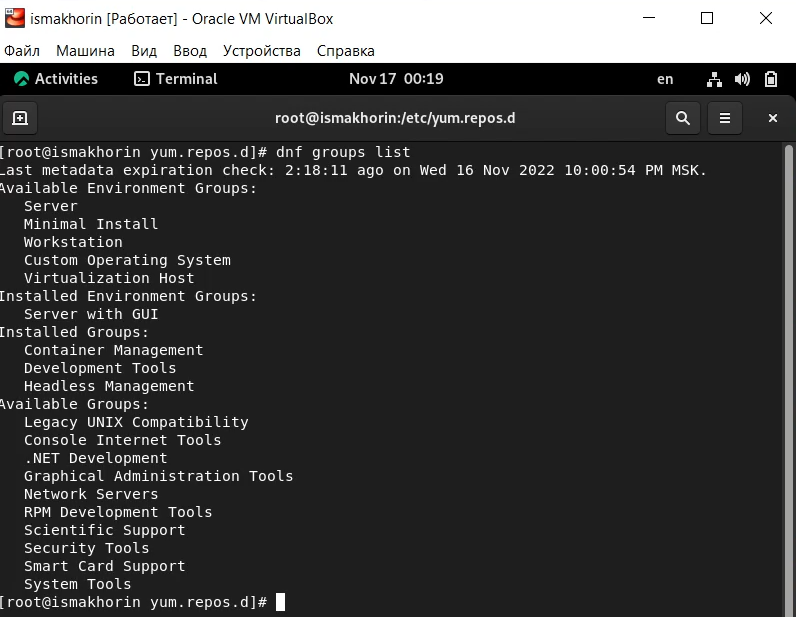 ismakhorin [Работает] - Oracle VM VirtualBox
Файл Машина Вид Ввод Устройства Справка
Activities Terminal Nov 17 00:19 en
root@ismakhorin:/etc/yum.repos.d
[root@ismakhorin yum.repos.d]# dnf groups list
Last metadata expiration check: 2:18:11 ago on Wed 16 Nov 2022 10:00:54 PM MSK.
Available Environment Groups:
   Server
   Minimal Install
   Workstation
   Custom Operating System
   Virtualization Host
Installed Environment Groups:
   Server with GUI
Installed Groups:
   Container Management
   Development Tools
   Headless Management
Available Groups:
   Legacy UNIX Compatibility
   Console Internet Tools
   .NET Development
   Graphical Administration Tools
   Network Servers
   RPM Development Tools
   Scientific Support
   Security Tools
   Smart Card Support
   System Tools
[root@ismakhorin yum.repos.d]#